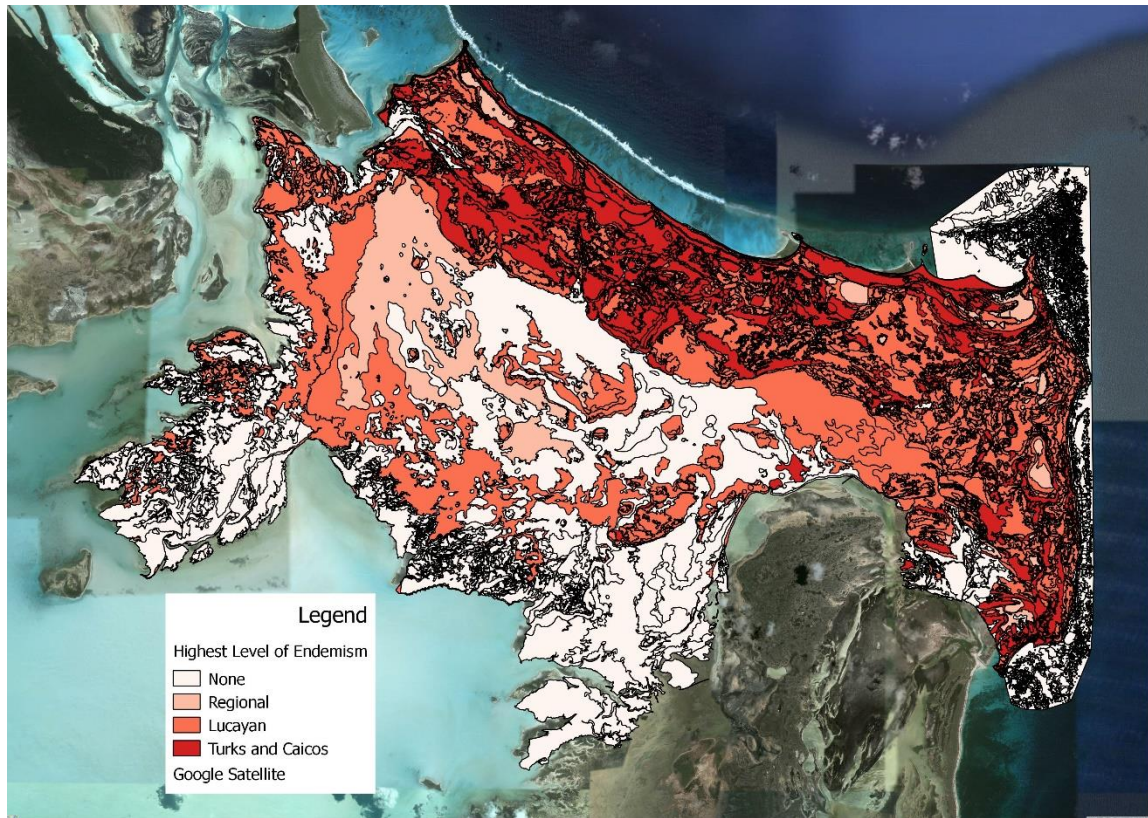 Legend
Highest Level of Endemism
None
Regional
Lucayan
Turks and Caicos
Google Satellite